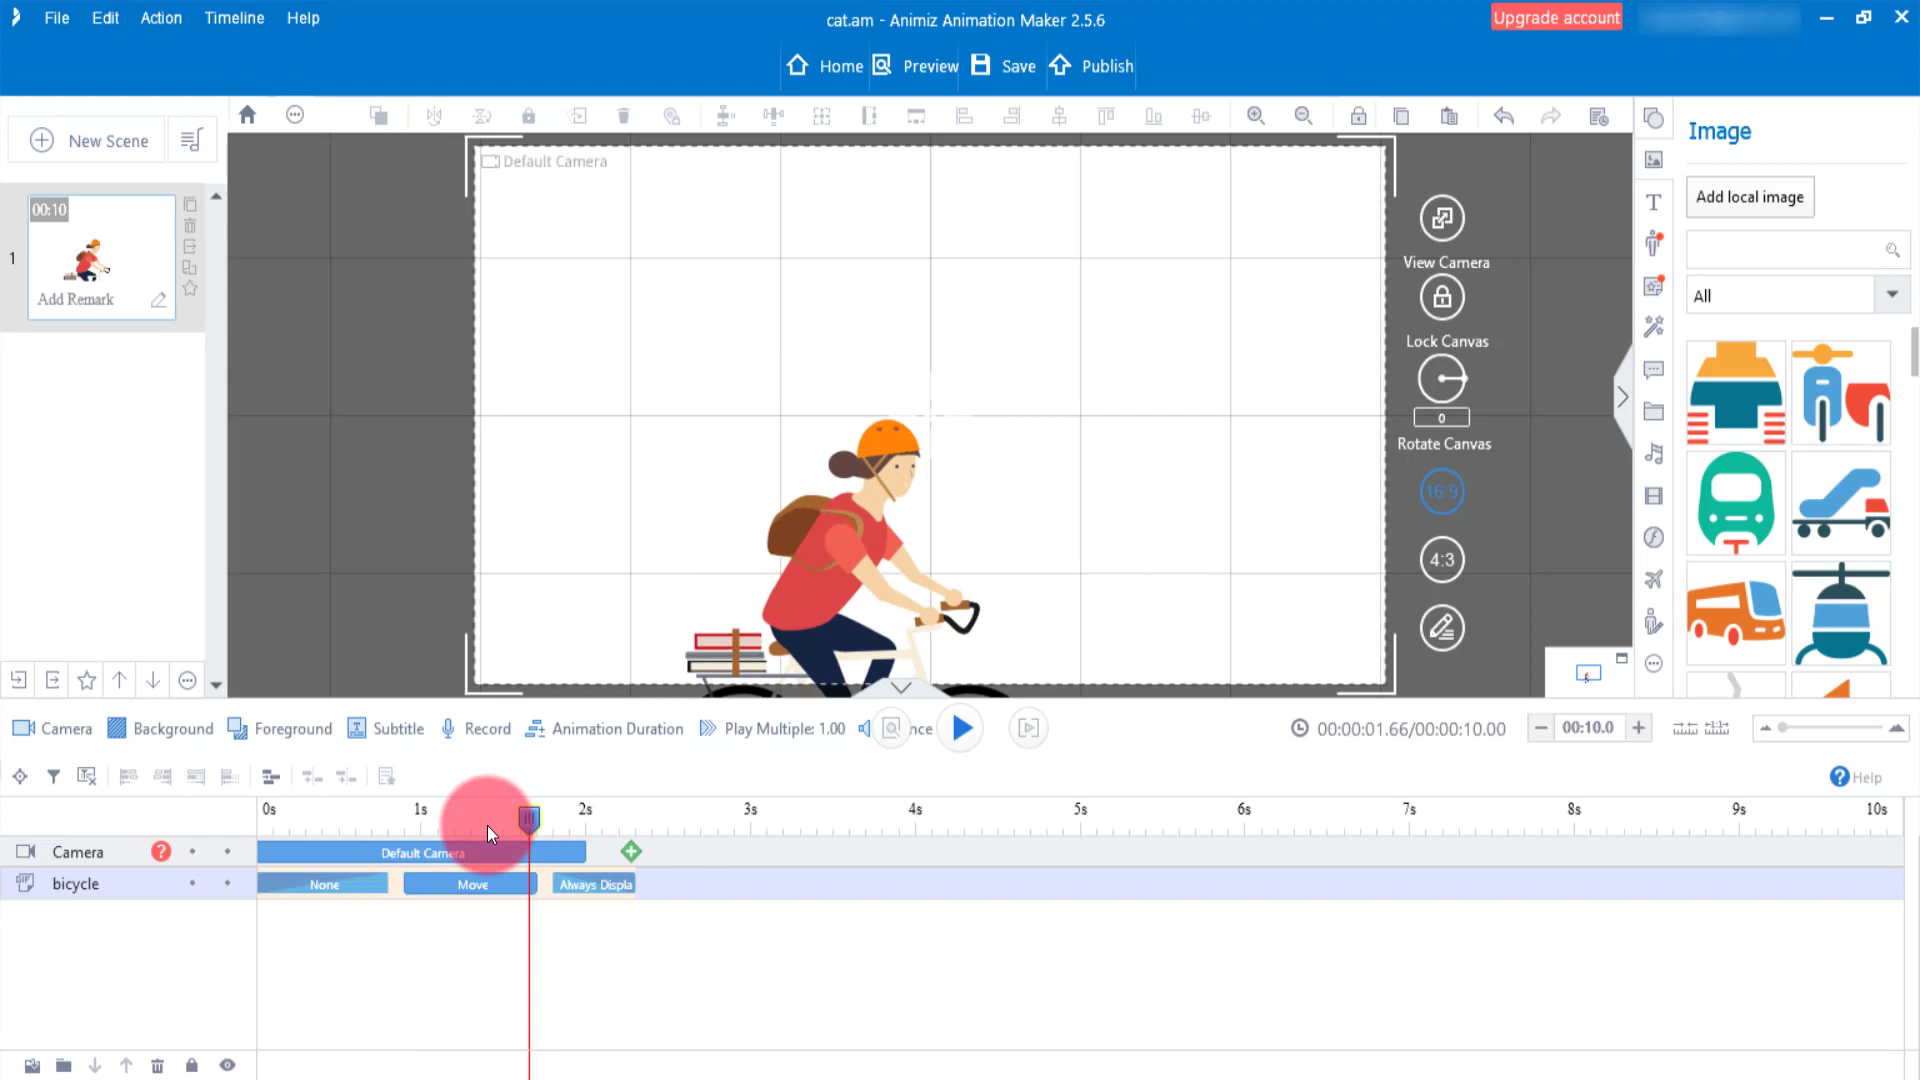 File Edit Action Timeline Help
cat.am - Animiz Animation Maker 2.5.6
Upgrade account
Home Preview Save Publish
New Scene
00:10
1
Add Remark
Default Camera
View Camera
Lock Canvas
0
Rotate Canvas
16:9
4:3
Image
Add local image
All
T
Camera Background Foreground Subtitle Record Animation Duration Play Multiple: 1.00 nce
00:00:01.66/00:00:10.00
00:10.0
Help
0s 1s 2s 3s 4s 5s 6s 7s 8s 9s 10s
Camera ? Default Camera
GIF bicycle None Move Always Displa